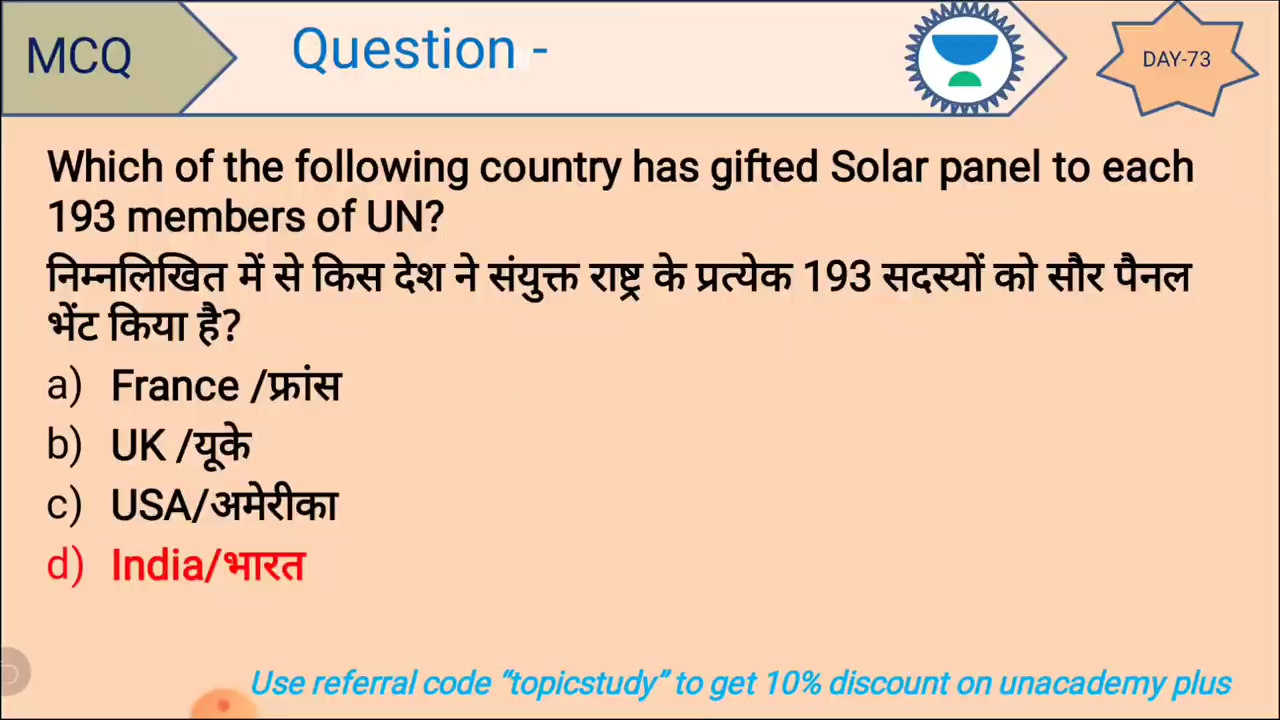 MCQ
Question -
DAY-73
Which of the following country has gifted Solar panel to each
193 members of UN?
निम्नलिखित में से किस देश ने संयुक्त राष्ट्र के प्रत्येक 193 सदस्यों को सौर पैनल
भेंट किया है?
a) France /फ्रांस
b) UK /यूके
c) USA/अमेरीका
d) India/भारत
Use referral code “topicstudy” to get 10% discount on unacademy plus